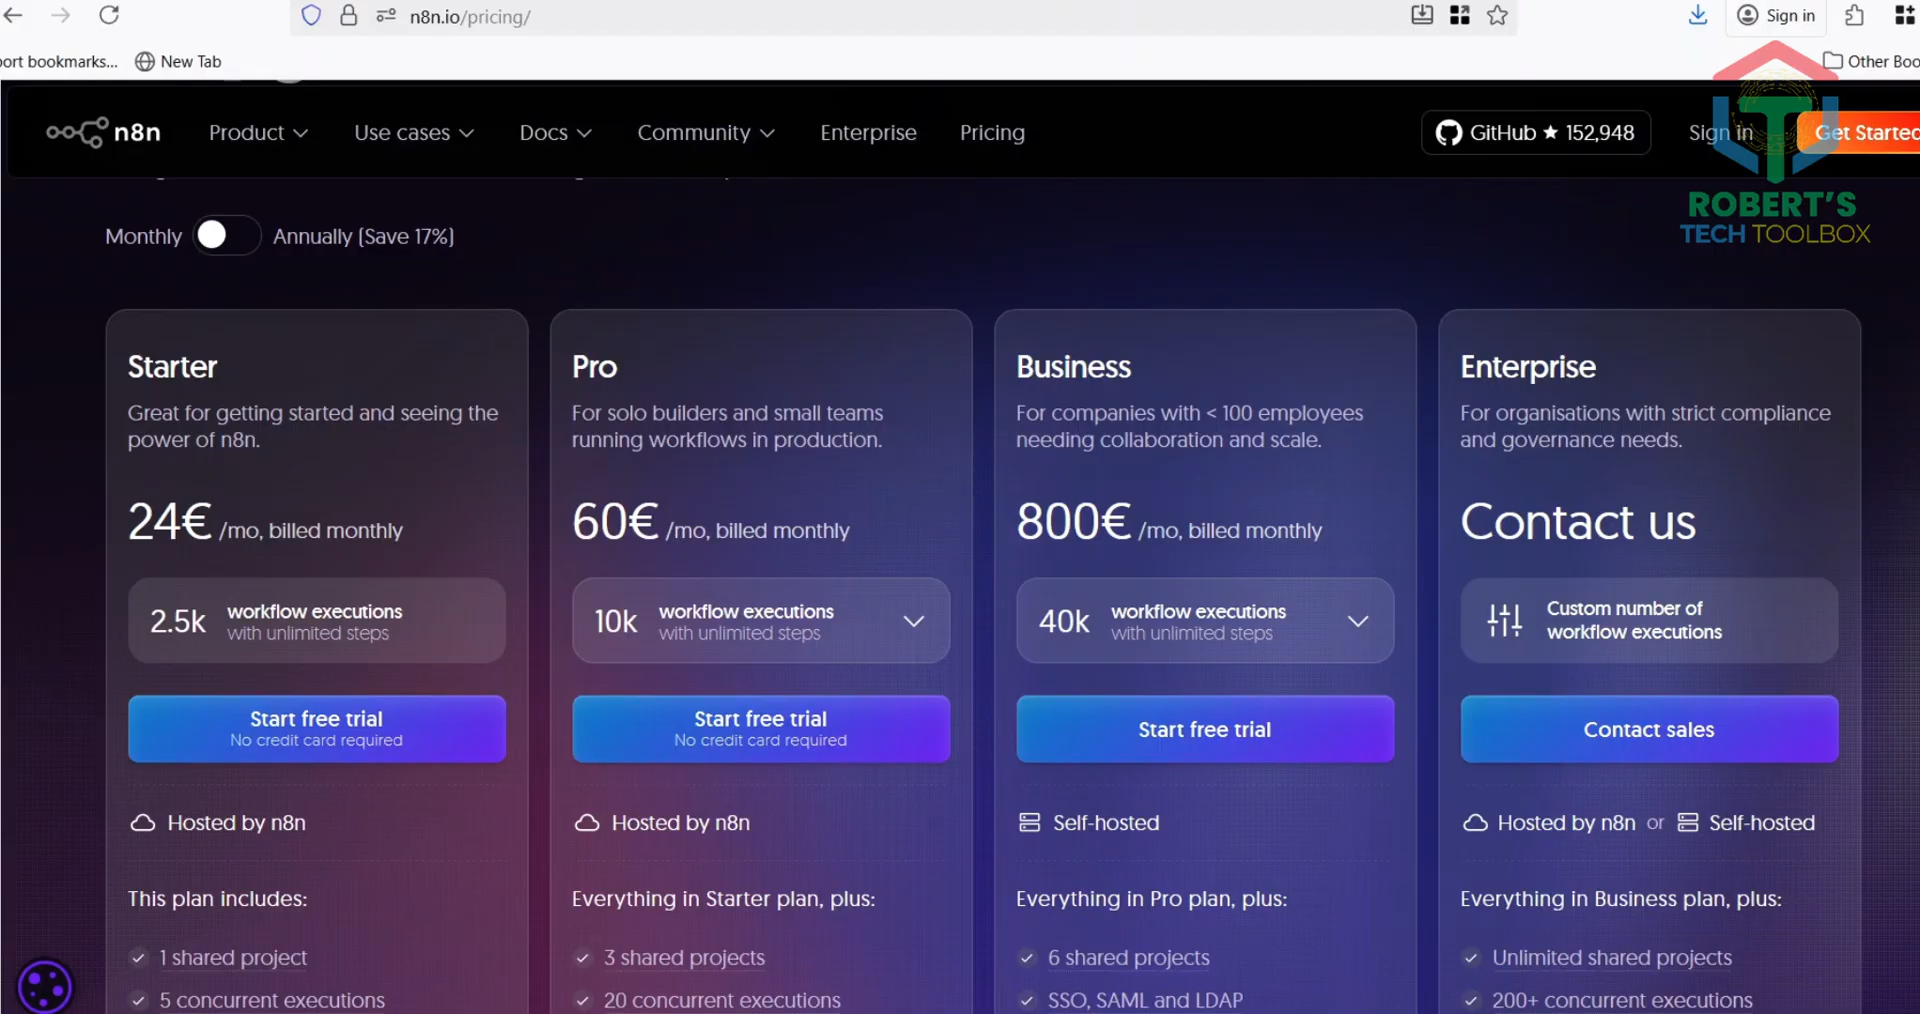 n8n.io/pricing/
Sign in
ort bookmarks...
New Tab
Other Boo
n8n
Product
Use cases
Docs
Community
Enterprise
Pricing
GitHub ★ 152,948
Sign in
Get Started
ROBERT'S
TECH TOOLBOX
Monthly
Annually (Save 17%)
Starter
Great for getting started and seeing the
power of n8n.
24€ /mo, billed monthly
2.5k
workflow executions
with unlimited steps
Start free trial
No credit card required
Hosted by n8n
This plan includes:
1 shared project
5 concurrent executions
Pro
For solo builders and small teams
running workflows in production.
60€ /mo, billed monthly
10k
workflow executions
with unlimited steps
Start free trial
No credit card required
Hosted by n8n
Everything in Starter plan, plus:
3 shared projects
20 concurrent executions
Business
For companies with < 100 employees
needing collaboration and scale.
800€ /mo, billed monthly
40k
workflow executions
with unlimited steps
Start free trial
Self-hosted
Everything in Pro plan, plus:
6 shared projects
SSO, SAML and LDAP
Enterprise
For organisations with strict compliance
and governance needs.
Contact us
Custom number of
workflow executions
Contact sales
Hosted by n8n or Self-hosted
Everything in Business plan, plus:
Unlimited shared projects
200+ concurrent executions